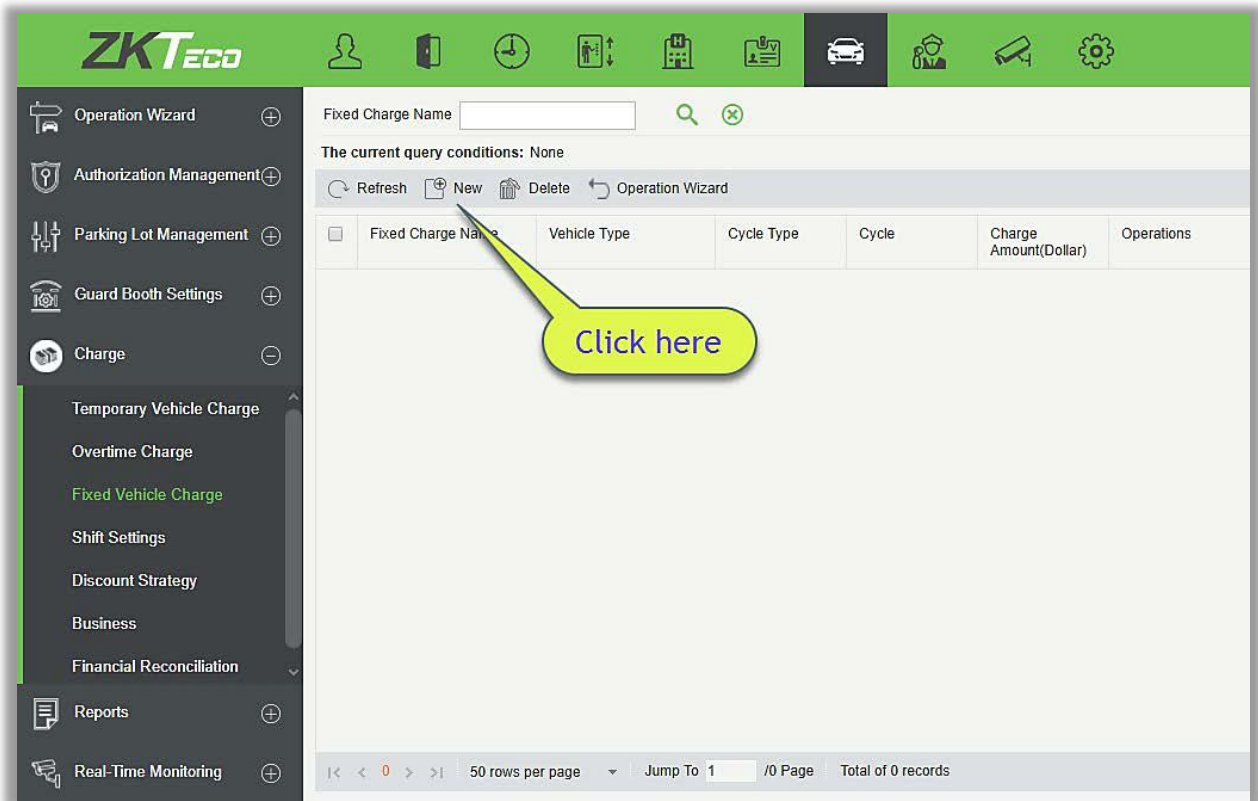 ZKTECO
Operation Wizard
Authorization Management
Parking Lot Management
Guard Booth Settings
Charge
Temporary Vehicle Charge
Overtime Charge
Fixed Vehicle Charge
Shift Settings
Discount Strategy
Business
Financial Reconciliation
Reports
Real-Time Monitoring
Fixed Charge Name
The current query conditions: None
Refresh New Delete Operation Wizard
Fixed Charge Name Vehicle Type Cycle Type Cycle Charge Amount(Dollar) Operations
Click here
|< < 0 > >| 50 rows per page Jump To 1 /0 Page Total of 0 records